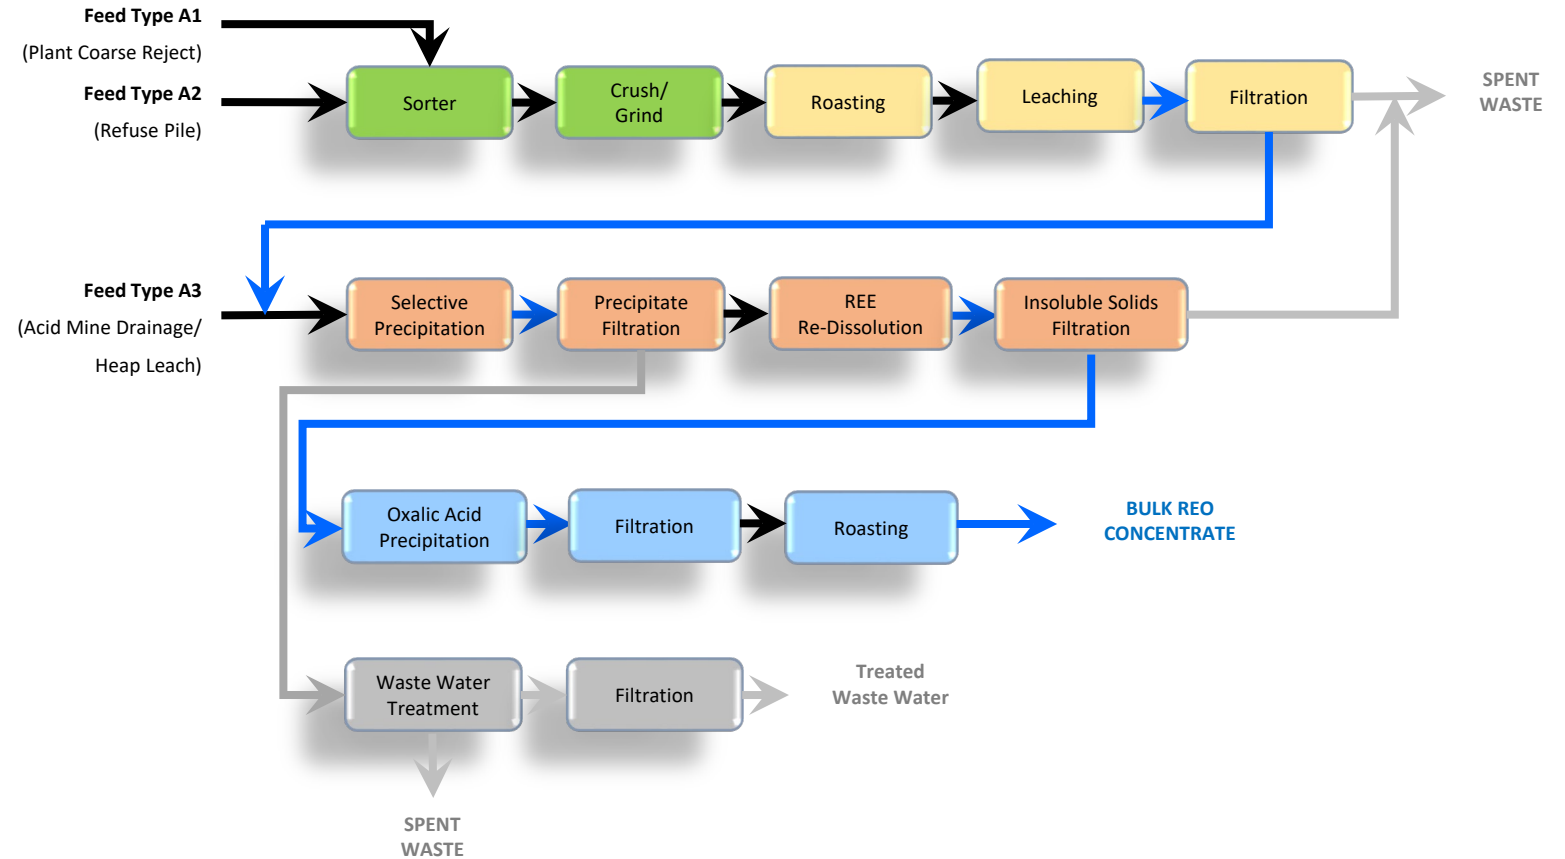 Feed Type A1
(Plant Coarse Reject)
Feed Type A2
(Refuse Pile)
Sorter
Crush/
Grind
Roasting
Leaching
Filtration
SPENT
WASTE
Feed Type A3
(Acid Mine Drainage/
Heap Leach)
Selective
Precipitation
Precipitate
Filtration
REE
Re-Dissolution
Insoluble Solids
Filtration
Oxalic Acid
Precipitation
Filtration
Roasting
BULK REO
CONCENTRATE
Waste Water
Treatment
Filtration
Treated
Waste Water
SPENT
WASTE